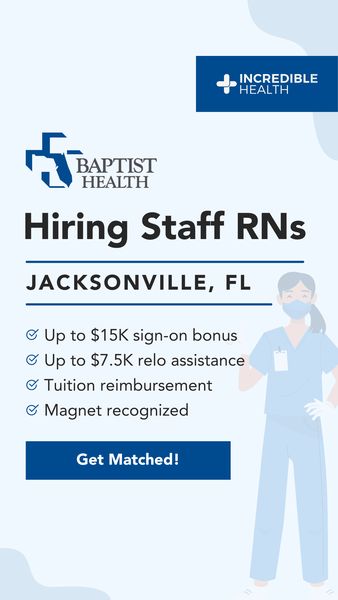 INCREDIBLE
HEALTH
BAPTIST
HEALTH
Hiring Staff RNs
JACKSONVILLE, FL
Up to $15K sign-on bonus
Up to $7.5K relo assistance
Tuition reimbursement
Magnet recognized
Get Matched!